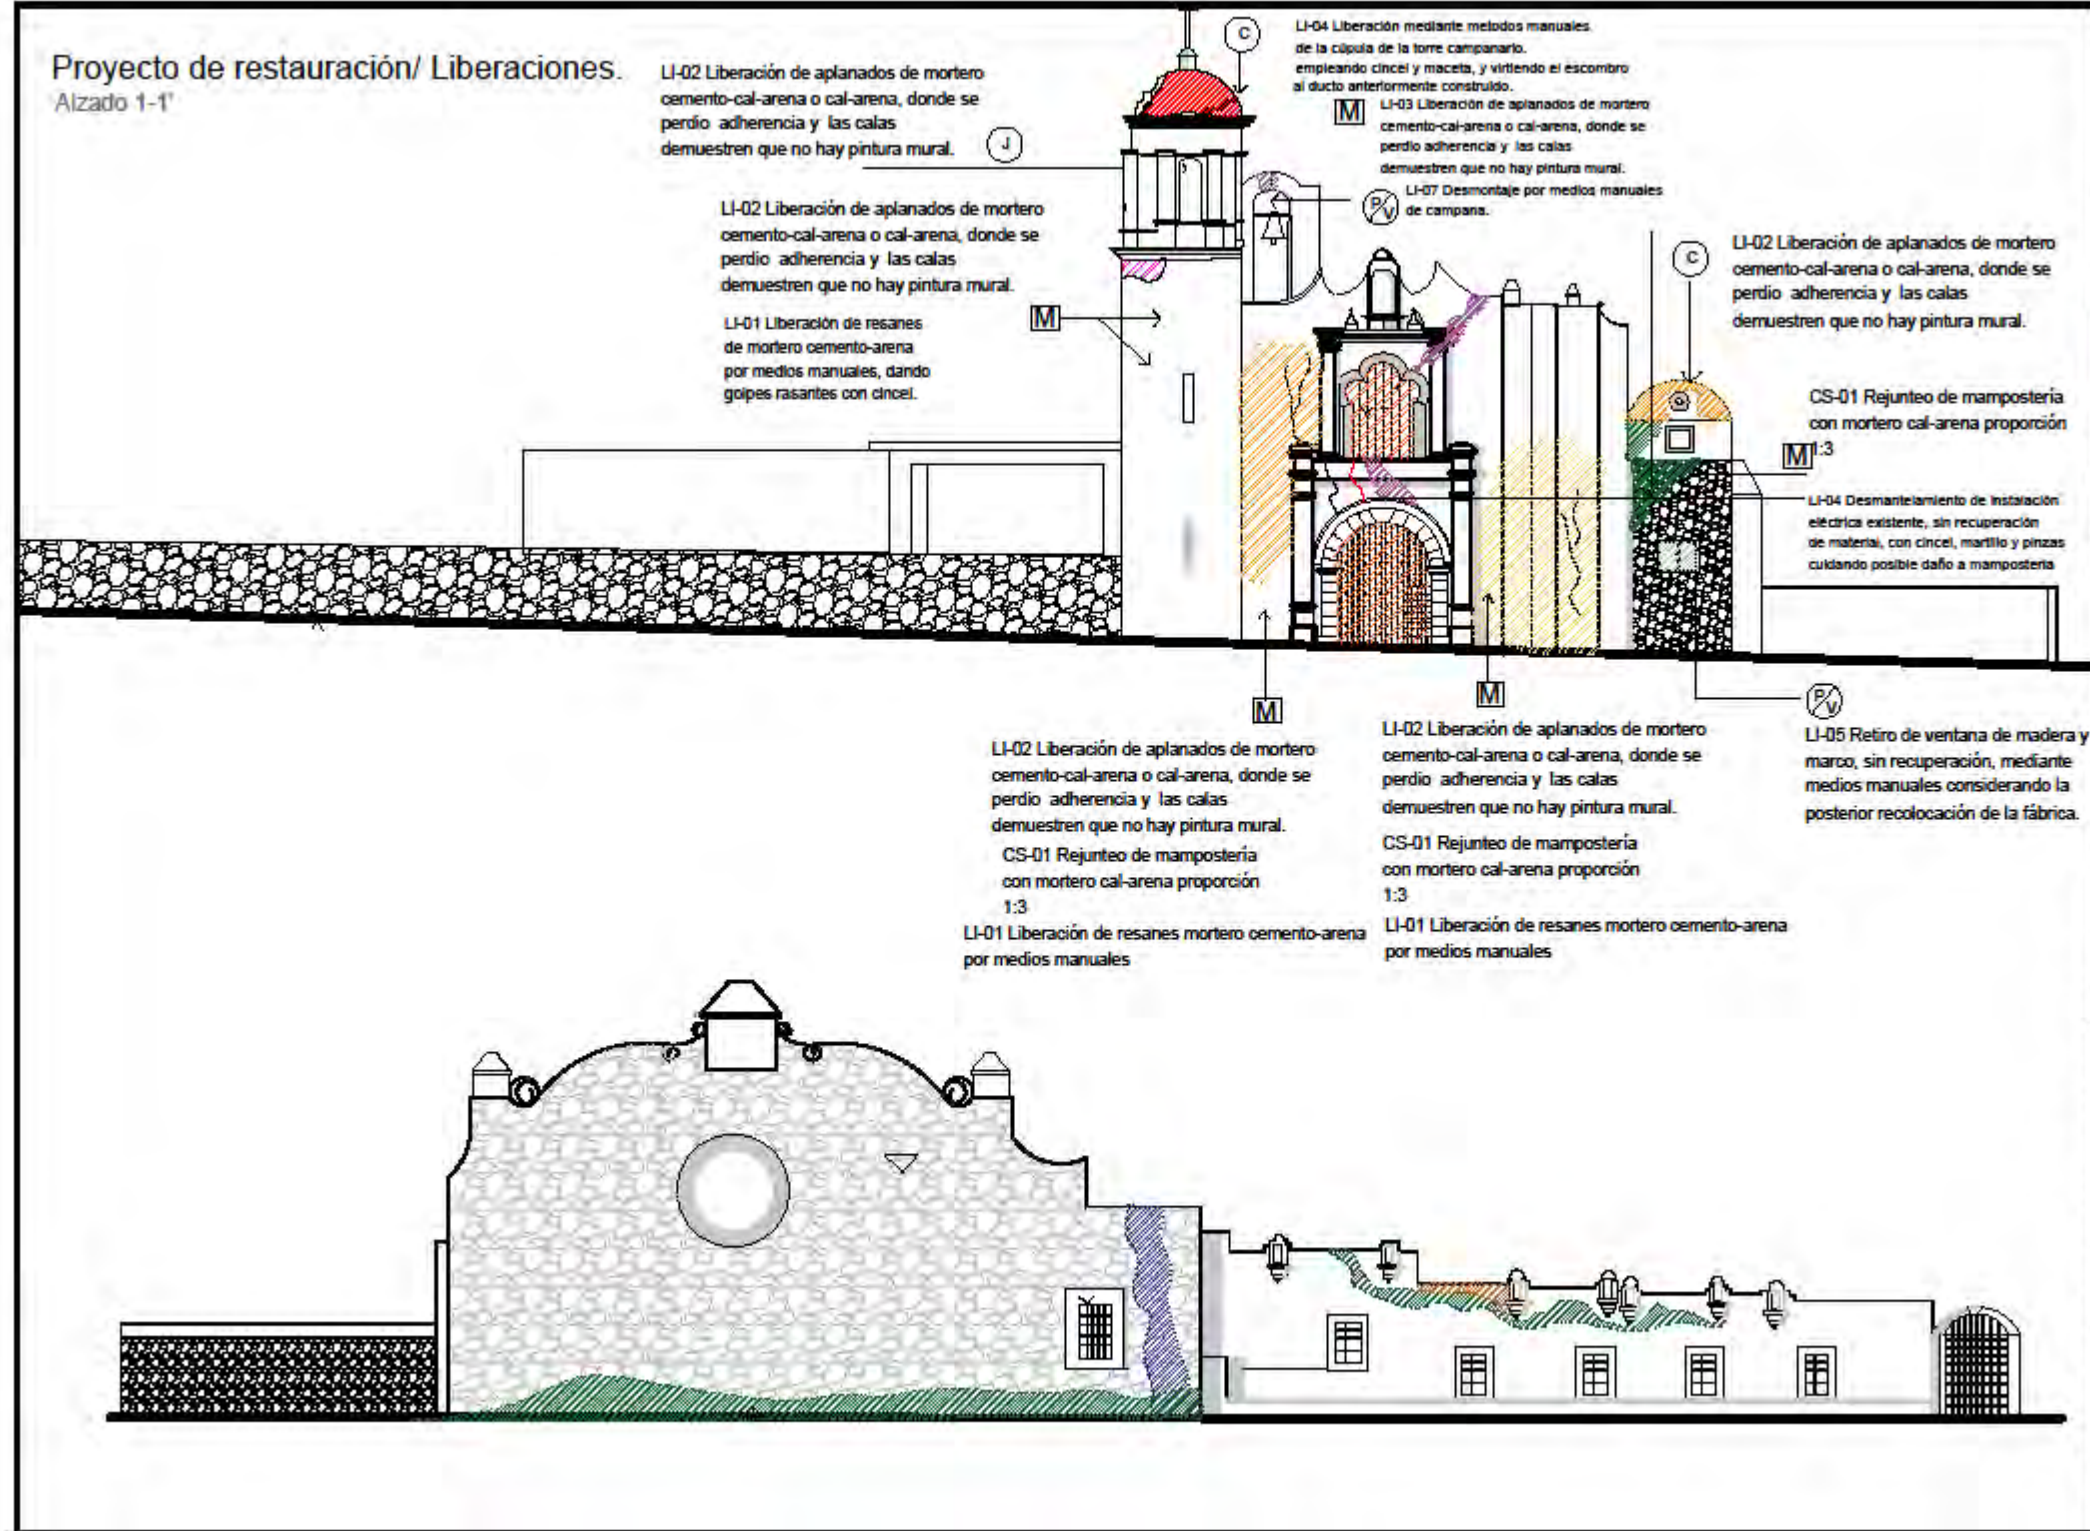 Proyecto de restauración/ Liberaciones.
Alzado 1-1'
LI-02 Liberación de aplanados de mortero
cemento-cal-arena o cal-arena, donde se
perdio adherencia y las calas
demuestren que no hay pintura mural.
J
C
LI-04 Liberación mediante metodos manuales
de la cúpula de la torre campanario.
empleando cincel y maceta, y virtiendo el escombro
al ducto anteriormente construido.
M
LI-03 Liberación de aplanados de mortero
cemento-cal-arena o cal-arena, donde se
perdio adherencia y las calas
demuestren que no hay pintura mural.
P/V
LI-07 Desmontaje por medios manuales
de campana.
LI-02 Liberación de aplanados de mortero
cemento-cal-arena o cal-arena, donde se
perdio adherencia y las calas
demuestren que no hay pintura mural.
LI-01 Liberación de resanes
de mortero cemento-arena
por medios manuales, dando
golpes rasantes con cincel.
M
C
LI-02 Liberación de aplanados de mortero
cemento-cal-arena o cal-arena, donde se
perdio adherencia y las calas
demuestren que no hay pintura mural.
CS-01 Rejunteo de mampostería
con mortero cal-arena proporción
1:3
M
LI-04 Desmantelamiento de instalación
eléctrica existente, sin recuperación
de material, con cincel, martillo y pinzas
cuidando posible daño a mamposteria
M
LI-02 Liberación de aplanados de mortero
cemento-cal-arena o cal-arena, donde se
perdio adherencia y las calas
demuestren que no hay pintura mural.
CS-01 Rejunteo de mampostería
con mortero cal-arena proporción
1:3
LI-01 Liberación de resanes mortero cemento-arena
por medios manuales
M
LI-02 Liberación de aplanados de mortero
cemento-cal-arena o cal-arena, donde se
perdio adherencia y las calas
demuestren que no hay pintura mural.
CS-01 Rejunteo de mampostería
con mortero cal-arena proporción
1:3
LI-01 Liberación de resanes mortero cemento-arena
por medios manuales
P/V
LI-05 Retiro de ventana de madera y
marco, sin recuperación, mediante
medios manuales considerando la
posterior recolocación de la fábrica.